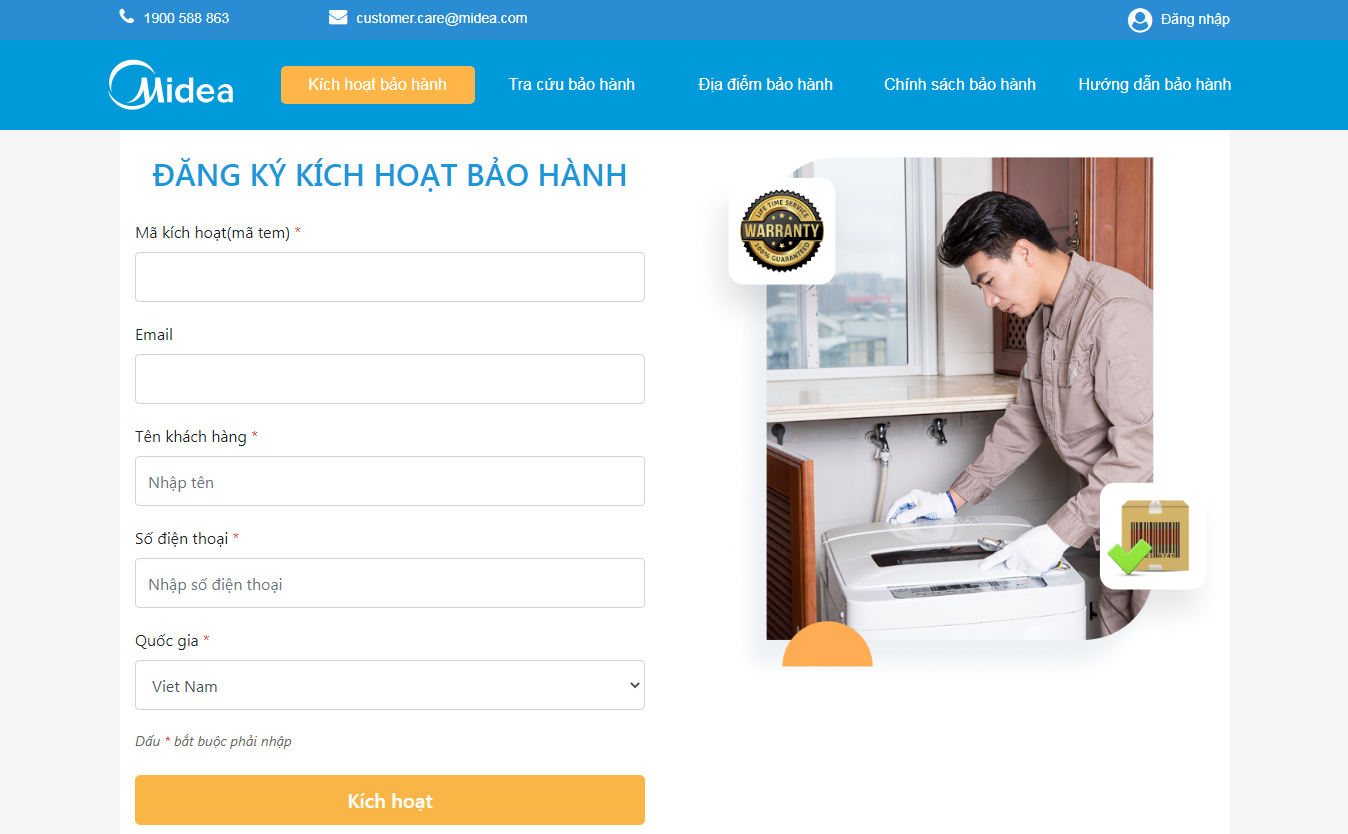 1900 588 863
customer.care@midea.com
Đăng nhập
Midea
Kích hoạt bảo hành
Tra cứu bảo hành
Địa điểm bảo hành
Chính sách bảo hành
Hướng dẫn bảo hành
ĐĂNG KÝ KÍCH HOẠT BẢO HÀNH
Mã kích hoạt(mã tem) *
Email
Tên khách hàng *
Nhập tên
Số điện thoại *
Nhập số điện thoại
Quốc gia *
Viet Nam
Dấu * bắt buộc phải nhập
Kích hoạt
LIFE TIME SERVICE
WARRANTY
100% GUARANTEED